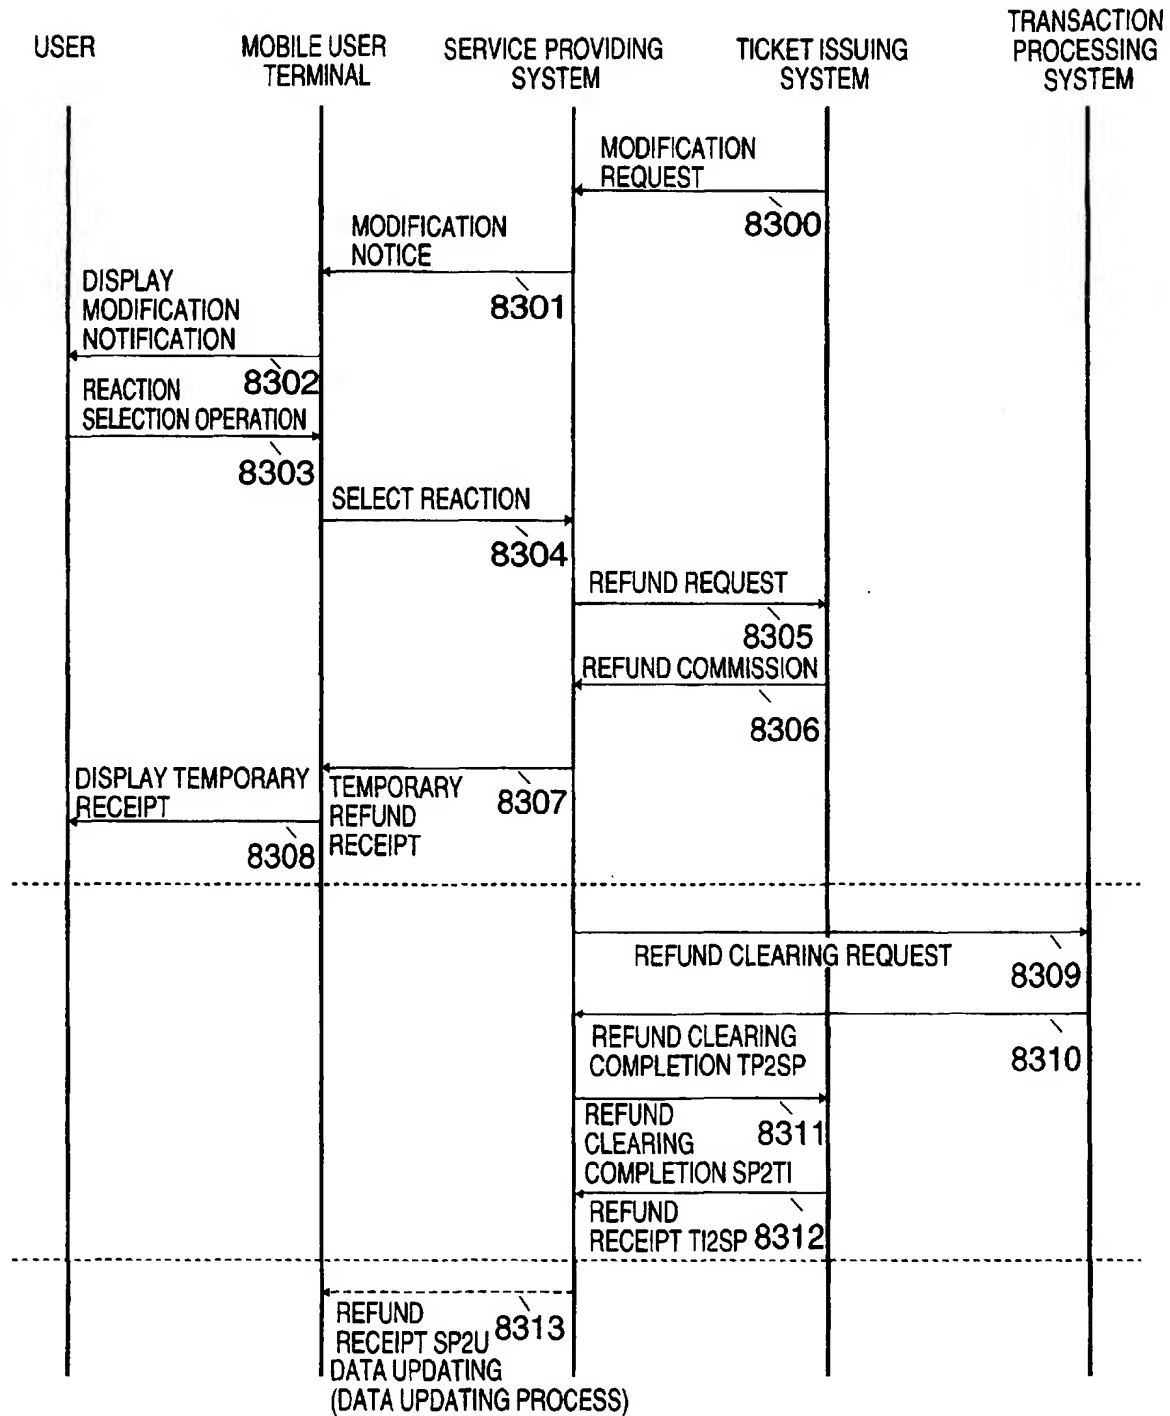 USER
MOBILE USER
TERMINAL
SERVICE PROVIDING
SYSTEM
TICKET ISSUING
SYSTEM
TRANSACTION
PROCESSING
SYSTEM
MODIFICATION
REQUEST
8300
MODIFICATION
NOTICE
8301
DISPLAY
MODIFICATION
NOTIFICATION
8302
REACTION
SELECTION OPERATION
8303
SELECT REACTION
8304
REFUND REQUEST
8305
REFUND COMMISSION
8306
TEMPORARY
REFUND
RECEIPT
8307
DISPLAY TEMPORARY
RECEIPT
8308
REFUND CLEARING REQUEST
8309
REFUND CLEARING
COMPLETION TP2SP
8310
REFUND
CLEARING
COMPLETION SP2TI
8311
REFUND
RECEIPT TI2SP
8312
REFUND
RECEIPT SP2U
8313
DATA UPDATING
(DATA UPDATING PROCESS)